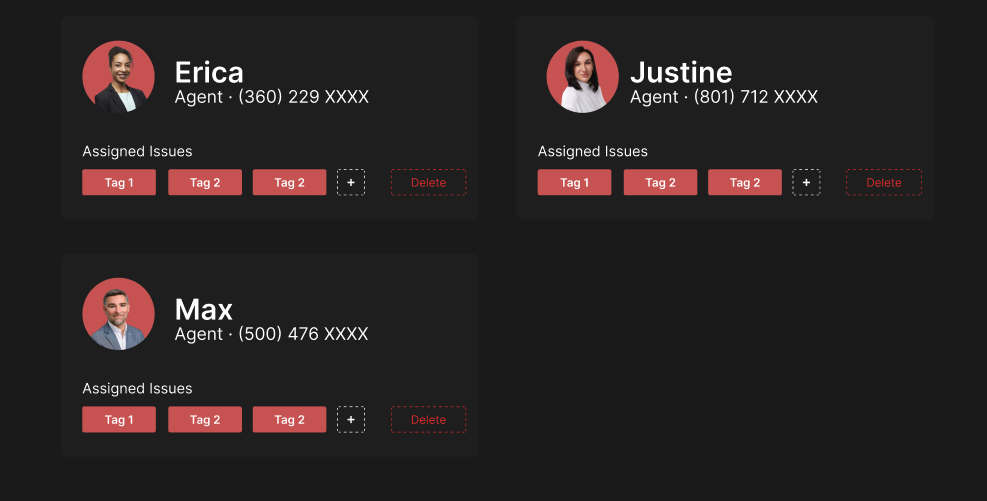 Erica
Agent · (360) 229 XXXX
Assigned Issues
Tag 1 Tag 2 Tag 2 + Delete
Justine
Agent · (801) 712 XXXX
Assigned Issues
Tag 1 Tag 2 Tag 2 + Delete
Max
Agent · (500) 476 XXXX
Assigned Issues
Tag 1 Tag 2 Tag 2 + Delete